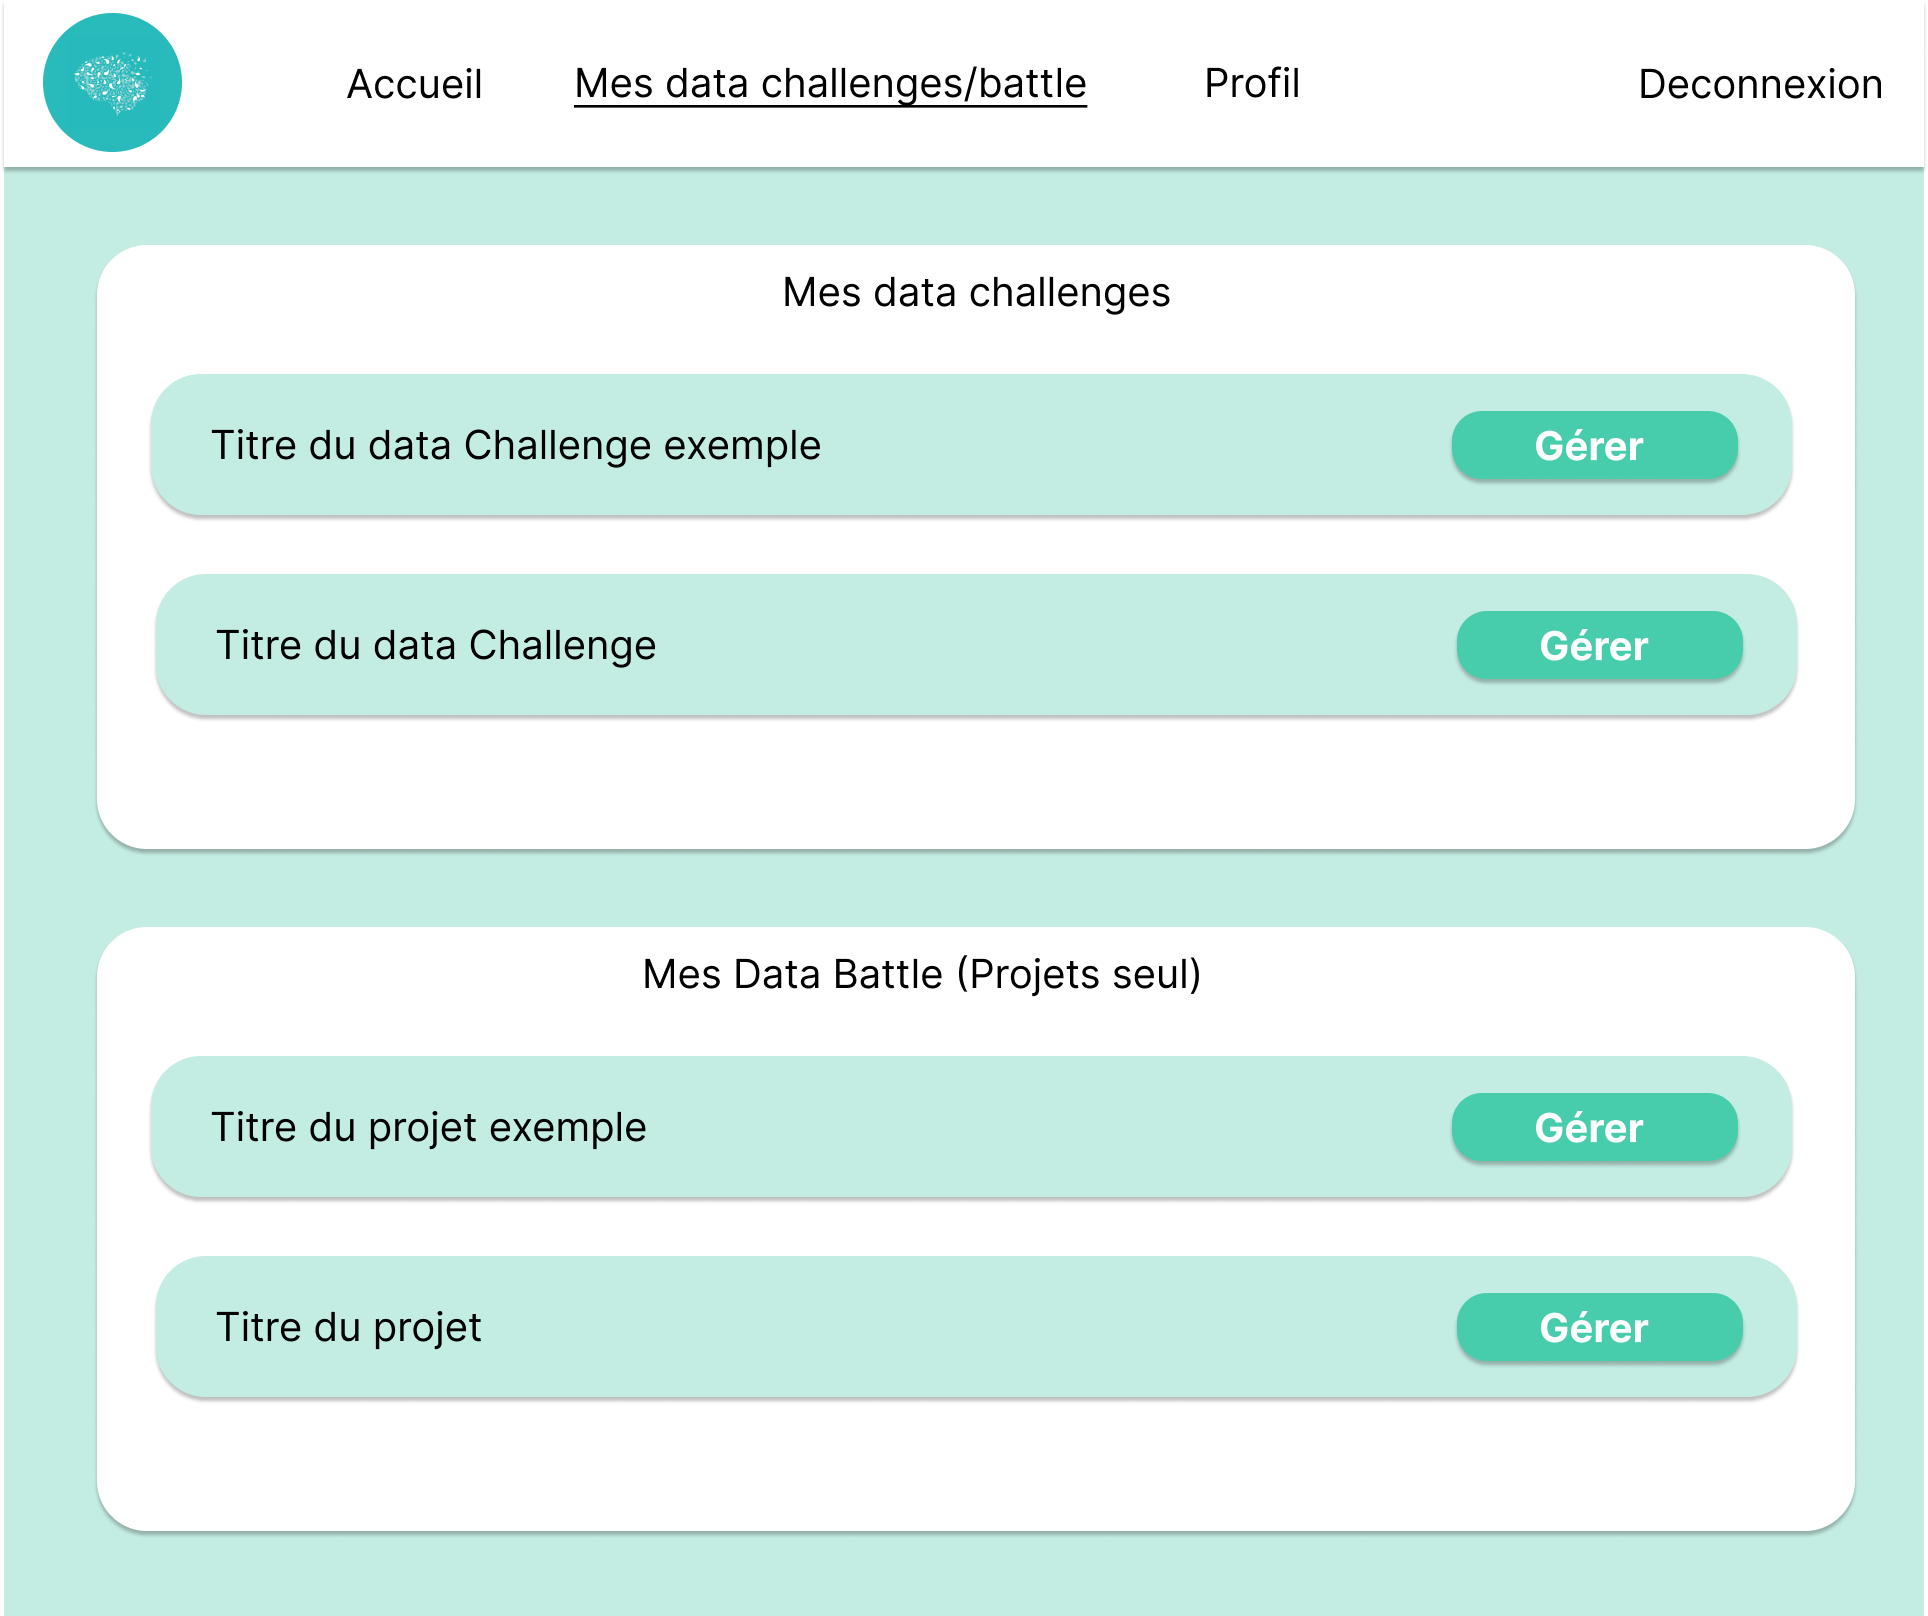 Accueil
Mes data challenges/battle
Profil
Deconnexion
Mes data challenges
Titre du data Challenge exemple
Gérer
Titre du data Challenge
Gérer
Mes Data Battle (Projets seul)
Titre du projet exemple
Gérer
Titre du projet
Gérer